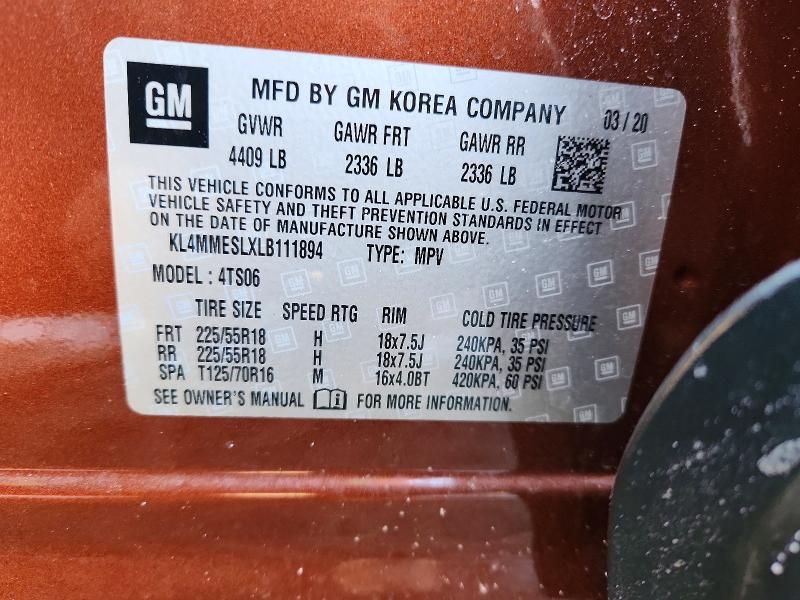 GM MFD BY GM KOREA COMPANY 03 / 20
GVWR GAWR FRT GAWR RR
4409 LB 2336 LB 2336 LB
THIS VEHICLE CONFORMS TO ALL APPLICABLE U.S. FEDERAL MOTOR
VEHICLE SAFETY AND THEFT PREVENTION STANDARDS IN EFFECT
ON THE DATE OF MANUFACTURE SHOWN ABOVE.
KL4MMESLXLB111894 TYPE: MPV
MODEL : 4TS06
TIRE SIZE SPEED RTG RIM COLD TIRE PRESSURE
FRT 225/55R18 H 18x7.5J 240KPA, 35 PSI
RR 225/55R18 H 18x7.5J 240KPA, 35 PSI
SPA T125/70R16 M 16x4.0BT 420KPA, 60 PSI
SEE OWNER'S MANUAL i FOR MORE INFORMATION.